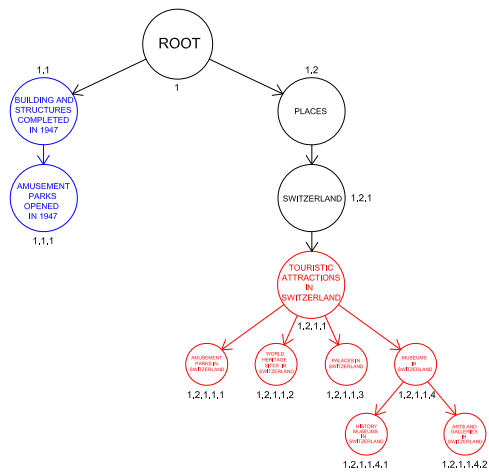 ROOT
1
1,1
BUILDING AND
STRUCTURES
COMPLETED
IN 1947
1,2
PLACES
AMUSEMENT
PARKS
OPENED
IN 1947
1,1,1
SWITZERLAND
1,2,1
TOURISTIC
ATTRACTIONS
IN
SWITZERLAND
1,2,1,1
AMUSEMENT
PARKS IN
SWITZERLAND
1,2,1,1,1
WORLD
HERITAGE
SITES IN
SWITZERLAND
1,2,1,1,2
PALACES IN
SWITZERLAND
1,2,1,1,3
MUSEUMS
IN
SWITZERLAND
1,2,1,1,4
HISTORY
MUSEUMS IN
SWITZERLAND
1,2,1,1,4,1
ARTS AND
GALLERIES
IN
SWITZERLAND
1,2,1,1,4,2